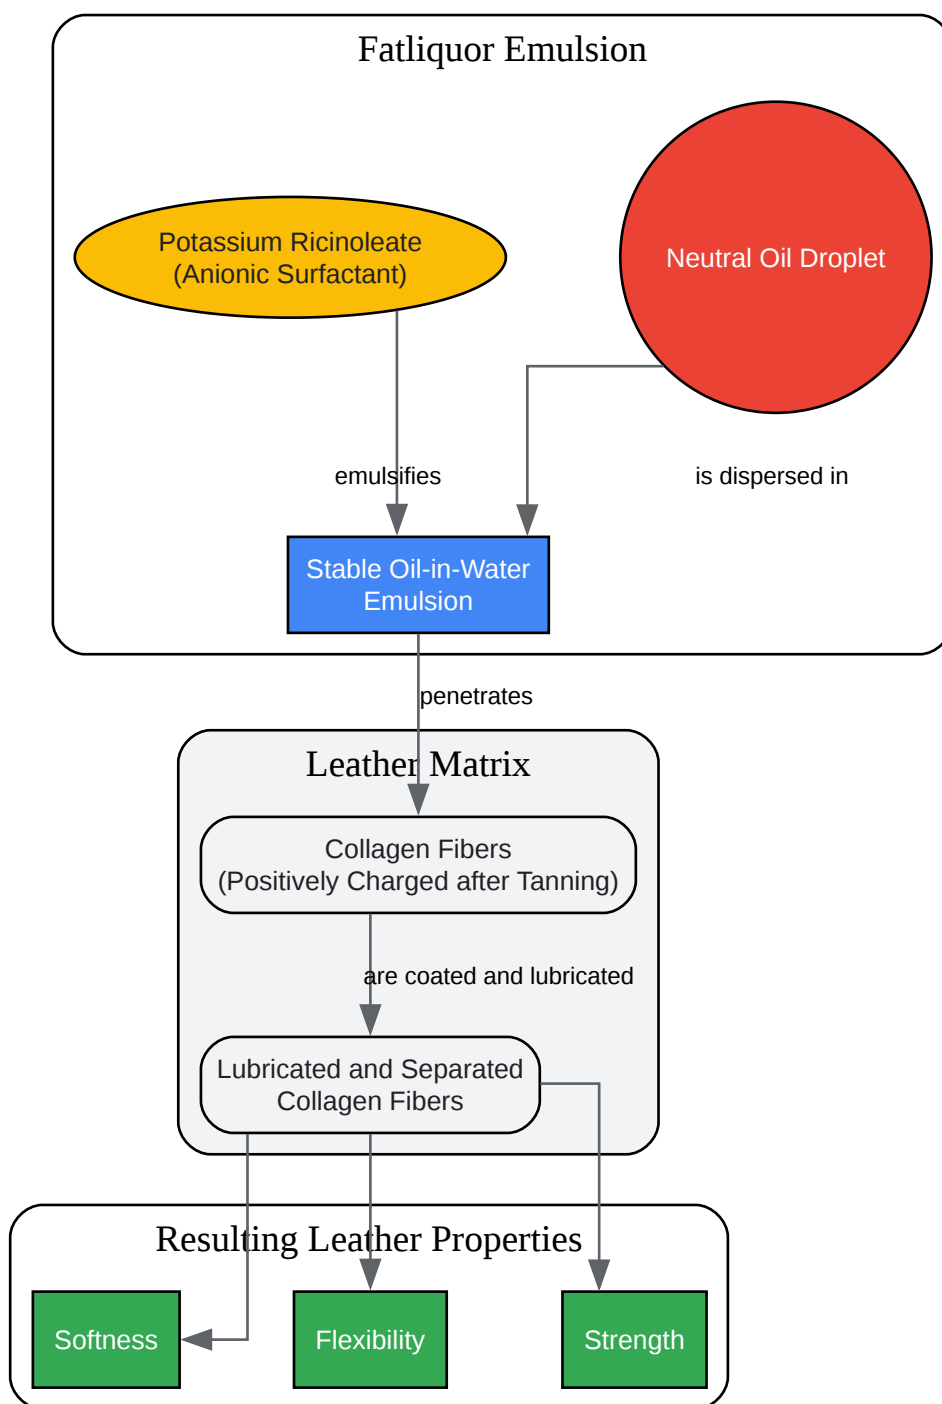 Fatliquor Emulsion
Potassium Ricinoleate
(Anionic Surfactant)
Neutral Oil Droplet
emulsifies
is dispersed in
Stable Oil-in-Water
Emulsion
penetrates
Leather Matrix
Collagen Fibers
(Positively Charged after Tanning)
are coated and lubricated
Lubricated and Separated
Collagen Fibers
Resulting Leather Properties
Softness
Flexibility
Strength